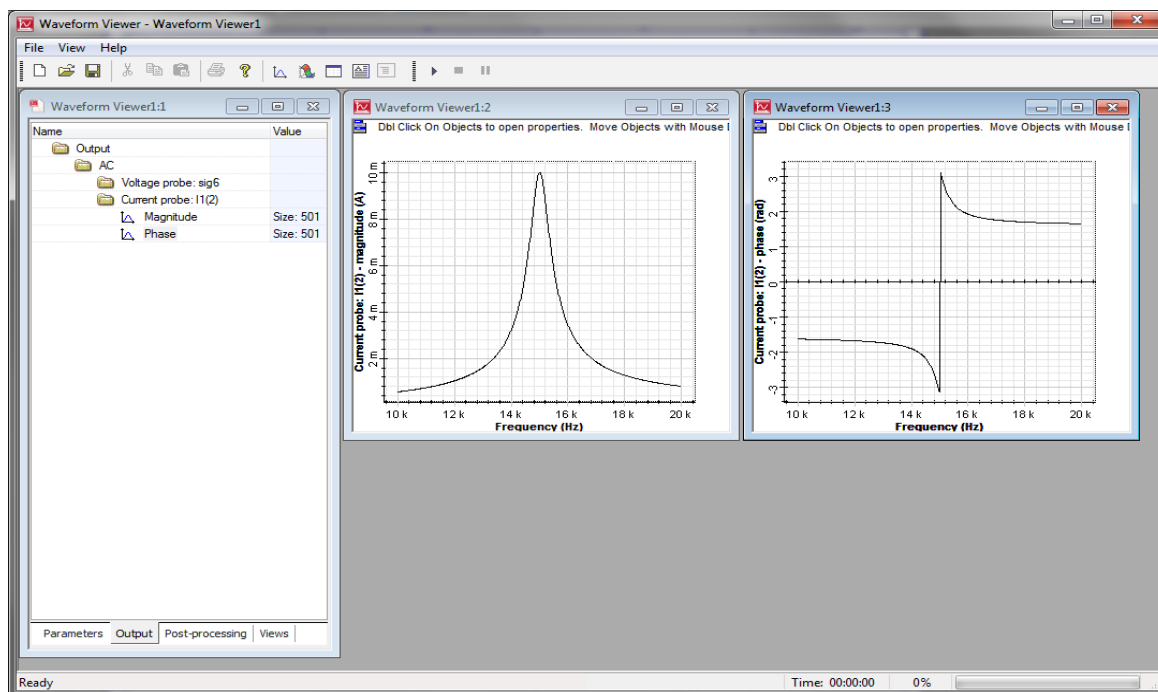 Waveform Viewer - Waveform Viewer1
File View Help
Waveform Viewer1:1
Name Value
Output
AC
Voltage probe: sig6
Current probe: I1(2)
Magnitude Size: 501
Phase Size: 501
Parameters Output Post-processing Views
Waveform Viewer1:2
Dbl Click On Objects to open properties. Move Objects with Mouse
Current probe: I1(2) - magnitude (A)
10 m
8 m
6 m
4 m
2 m
10 k 12 k 14 k 16 k 18 k 20 k
Frequency (Hz)
Waveform Viewer1:3
Dbl Click On Objects to open properties. Move Objects with Mouse
Current probe: I1(2) - phase (rad)
3
2
1
0
-1
-2
-3
10 k 12 k 14 k 16 k 18 k 20 k
Frequency (Hz)
Ready Time: 00:00:00 0%